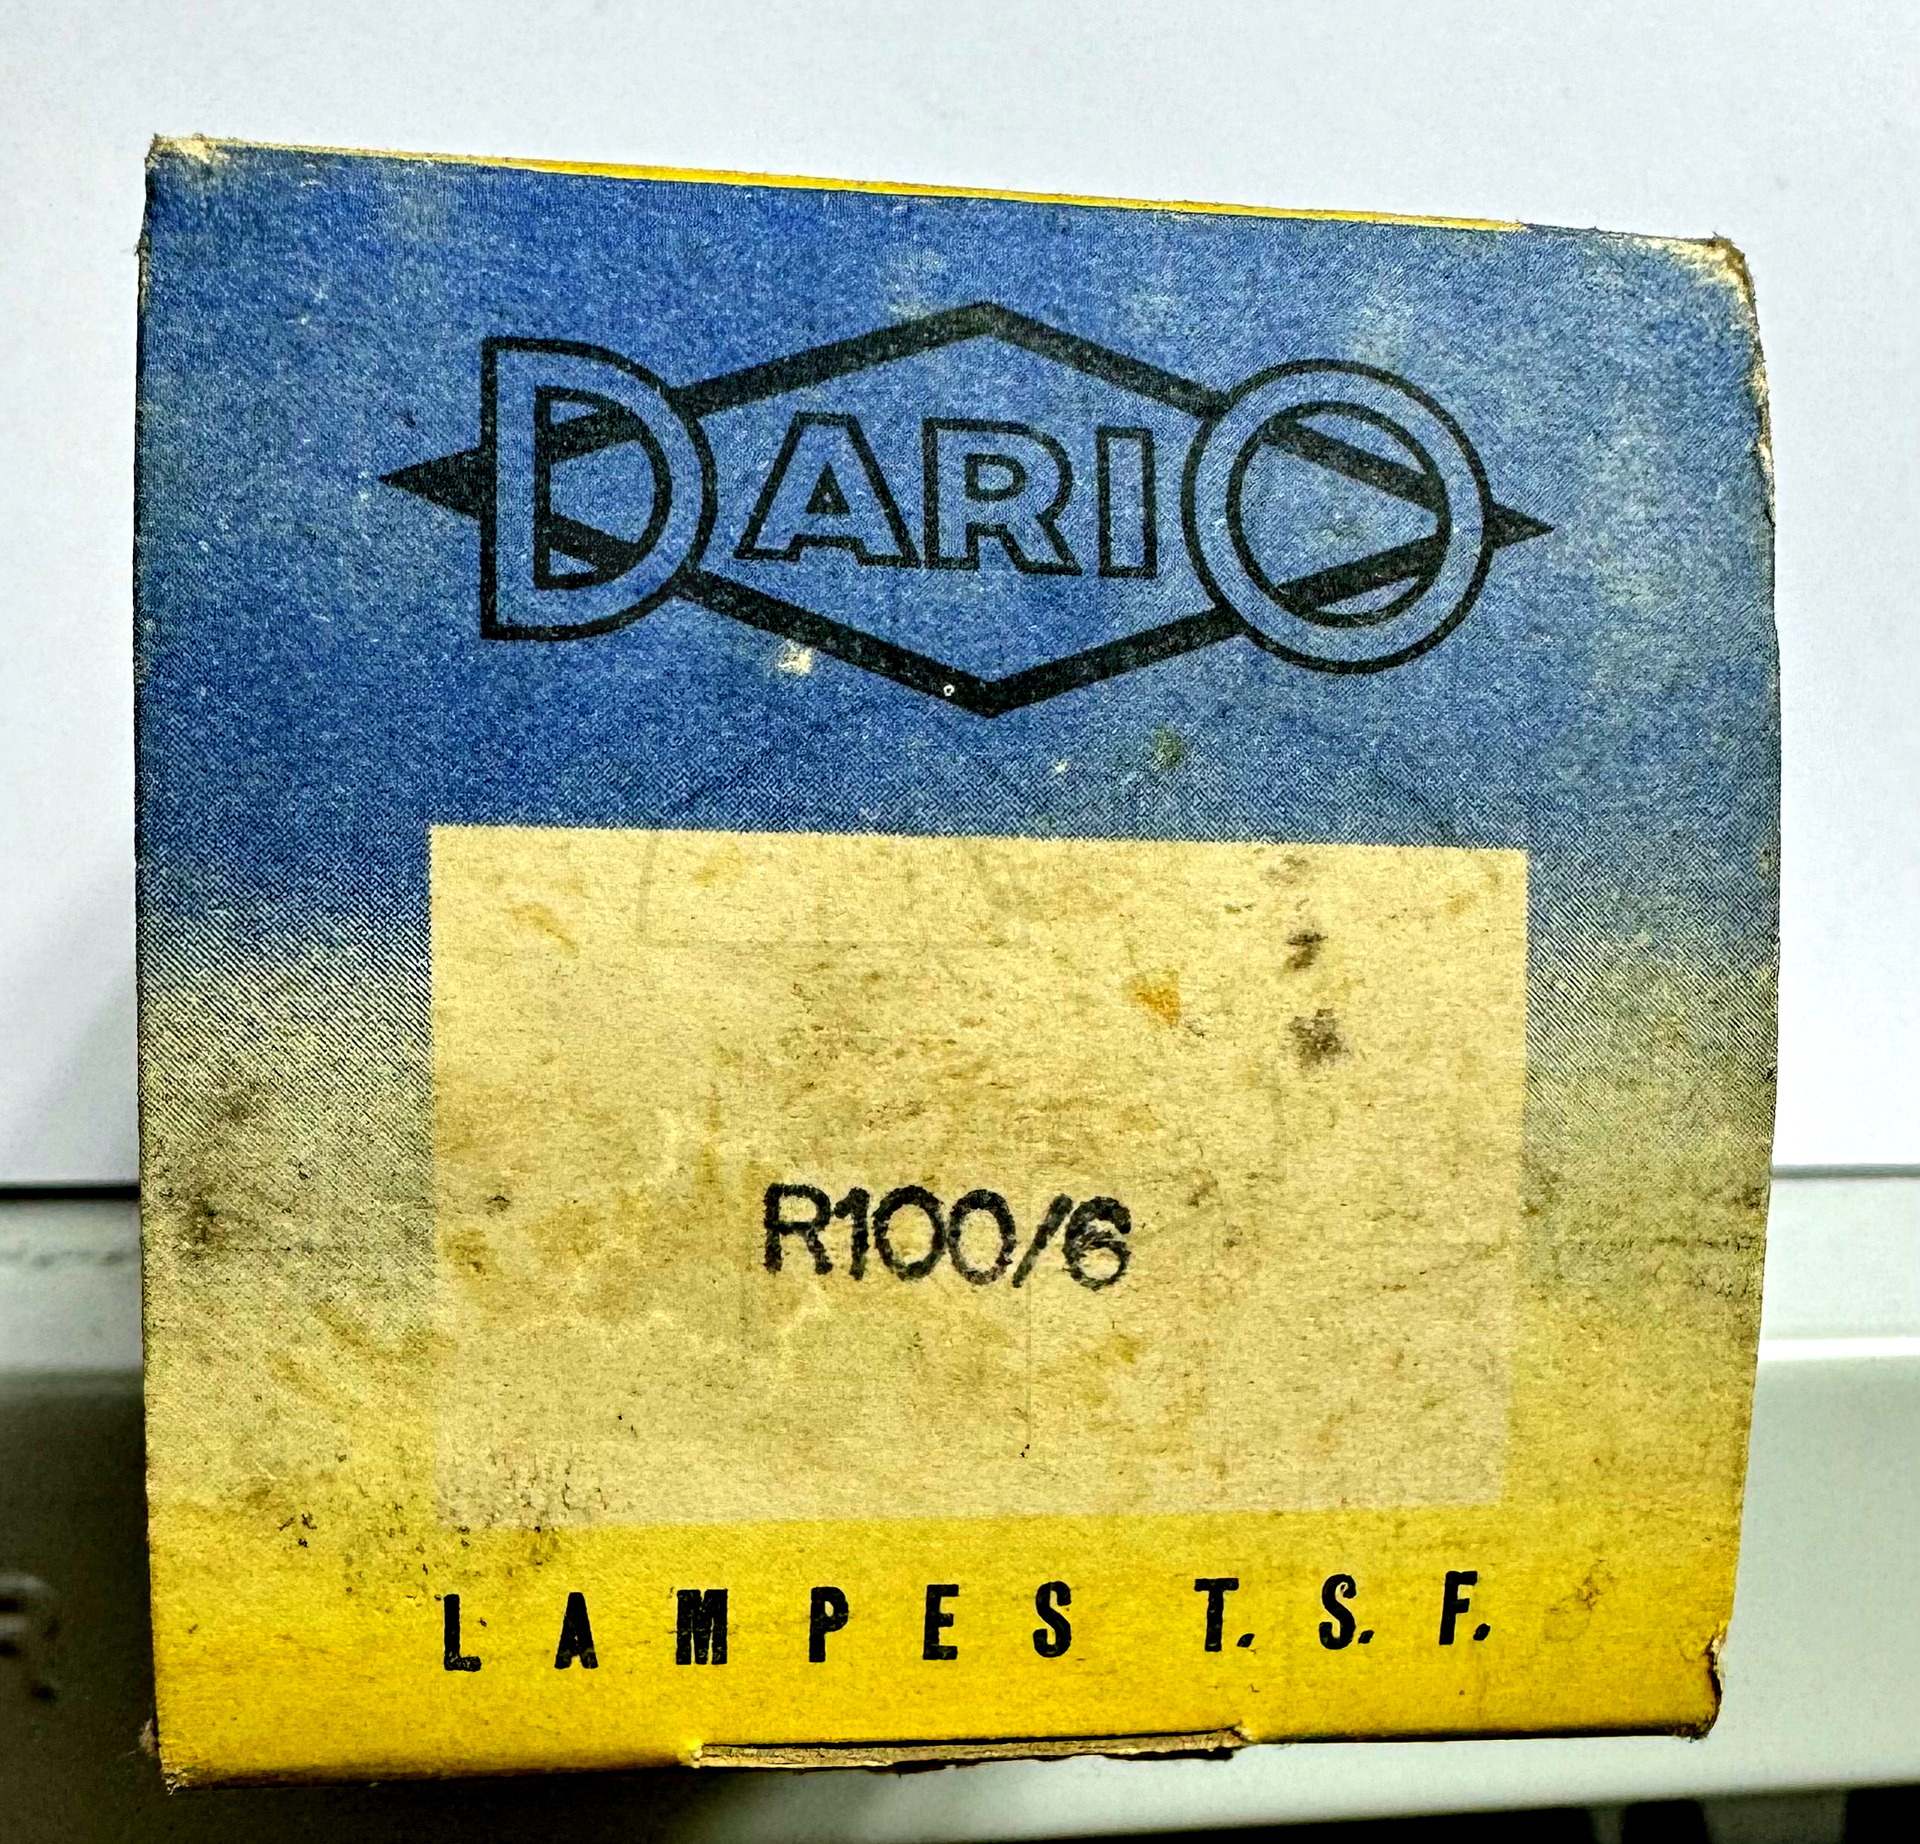 DARIO
R100/6
LAMPES T.S.F.